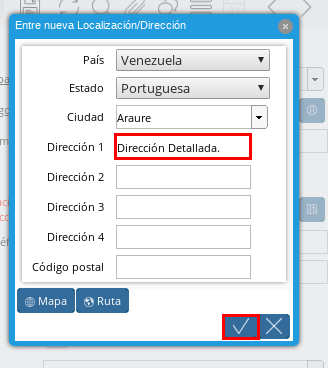 Entre nueva Localización/Dirección
País Venezuela
Estado Portuguesa
Ciudad Araure
Dirección 1 Dirección Detallada.
Dirección 2
Dirección 3
Dirección 4
Código postal
Mapa Ruta